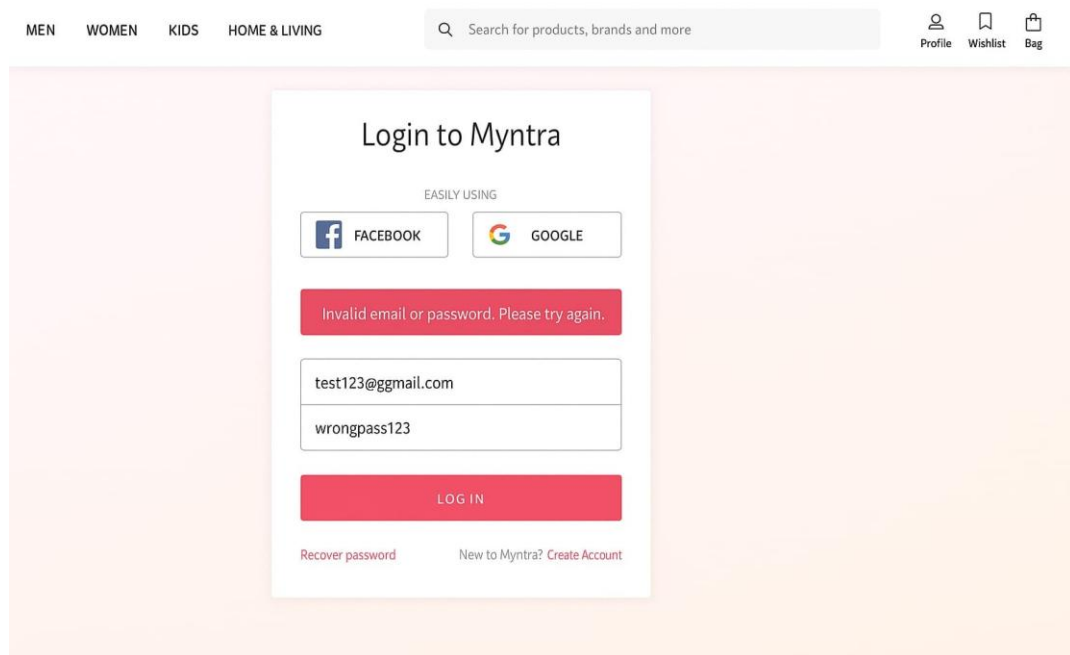 MEN WOMEN KIDS HOME & LIVING Search for products, brands and more
Profile Wishlist Bag
Login to Myntra
EASILY USING
FACEBOOK GOOGLE
Invalid email or password. Please try again.
test123@ggmail.com
wrongpass123
LOG IN
Recover password New to Myntra? Create Account